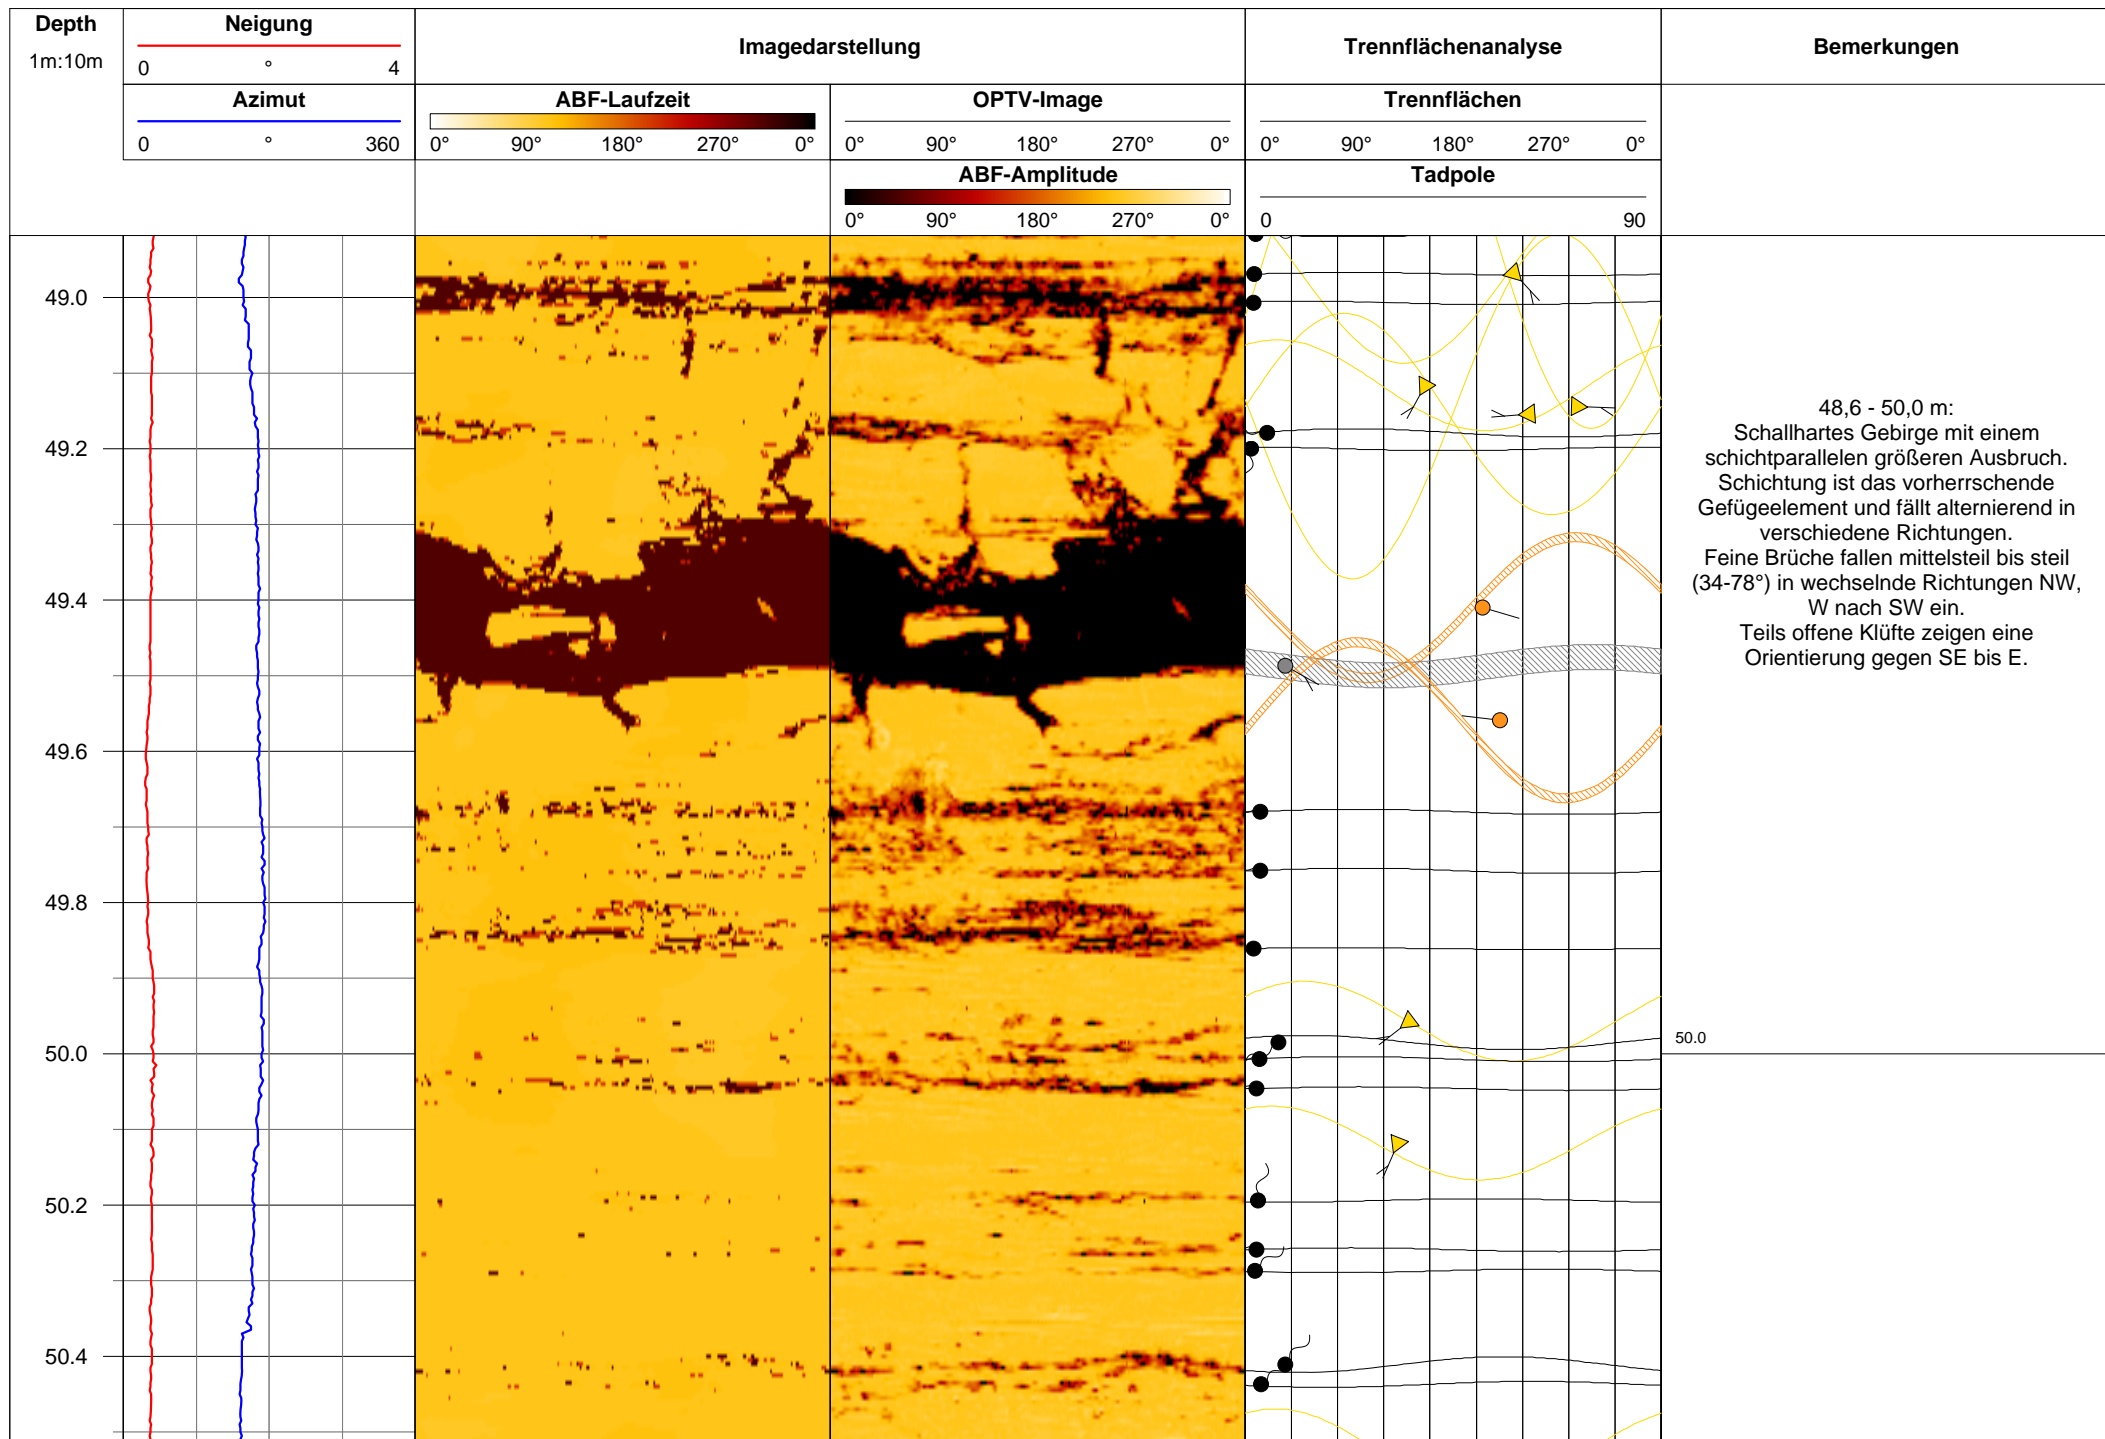 Depth
1m:10m
Neigung
0 ° 4
Azimut
0 ° 360
Imagedarstellung
ABF-Laufzeit
0° 90° 180° 270° 0°
OPTV-Image
0° 90° 180° 270° 0°
ABF-Amplitude
0° 90° 180° 270° 0°
Trennflächenanalyse
Trennflächen
0° 90° 180° 270° 0°
Tadpole
0 90
Bemerkungen
49.0
49.2
49.4
49.6
49.8
50.0
50.2
50.4
48,6 - 50,0 m:
Schallhartes Gebirge mit einem
schichtparallelen größeren Ausbruch.
Schichtung ist das vorherrschende
Gefügeelement und fällt alternierend in
verschiedene Richtungen.
Feine Brüche fallen mittelsteil bis steil
(34-78°) in wechselnde Richtungen NW,
W nach SW ein.
Teils offene Klüfte zeigen eine
Orientierung gegen SE bis E.
50.0